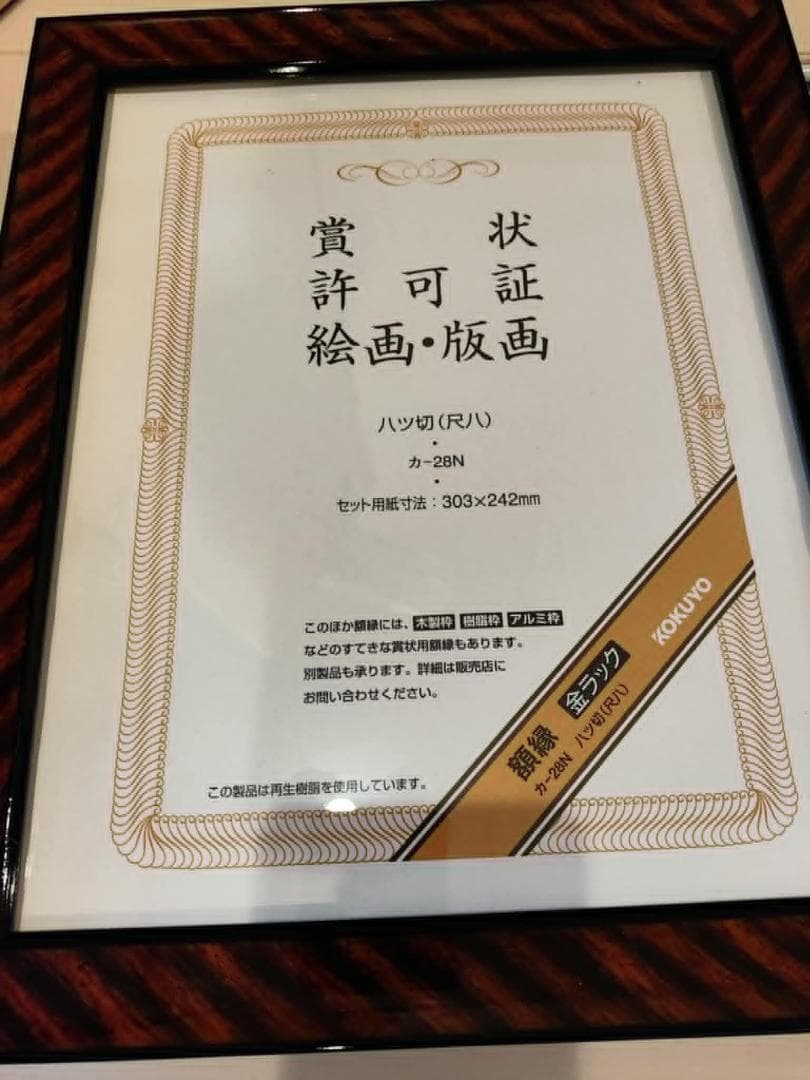 賞状
許可証
絵画・版画
八ツ切(尺八)
・
カ-28N
・
セット用紙寸法：303×242mm
このほか額縁には、木製枠 樹脂枠 アルミ枠
などのすてきな賞状用額縁もあります。
別製品も承ります。詳細は販売店に
お問い合わせください。
この製品は再生樹脂を使用しています。
額縁 金ラック KOKUYO
カ-28N 八ツ切(尺八)